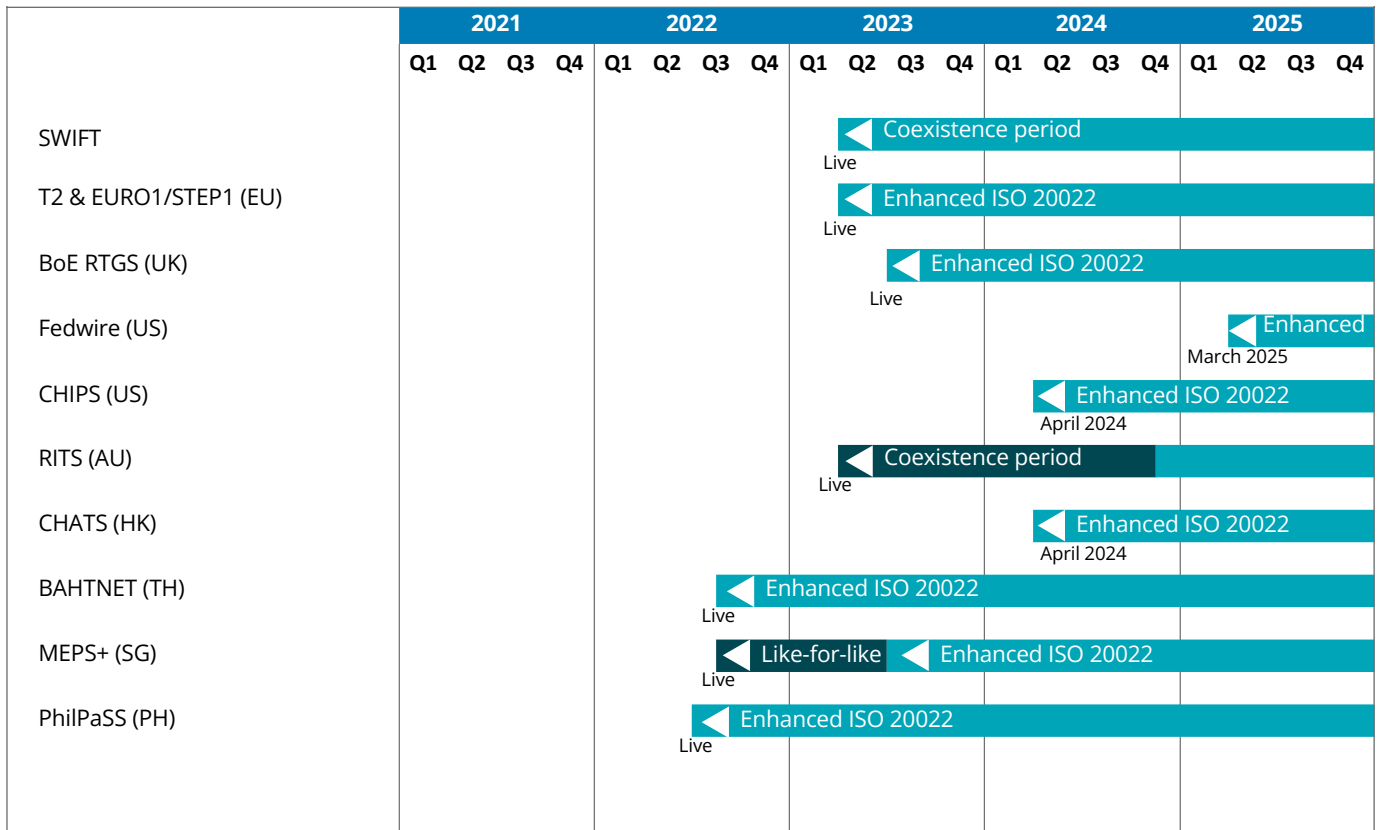 2021 2022 2023 2024 2025
Q1 Q2 Q3 Q4 Q1 Q2 Q3 Q4 Q1 Q2 Q3 Q4 Q1 Q2 Q3 Q4 Q1 Q2 Q3 Q4
SWIFT Coexistence period
Live
T2 & EURO1/STEP1 (EU) Enhanced ISO 20022
Live
BoE RTGS (UK) Enhanced ISO 20022
Live
Fedwire (US) Enhanced
March 2025
CHIPS (US) Enhanced ISO 20022
April 2024
RITS (AU) Coexistence period
Live
CHATS (HK) Enhanced ISO 20022
April 2024
BAHTNET (TH) Enhanced ISO 20022
Live
MEPS+ (SG) Like-for-like Enhanced ISO 20022
Live
PhilPaSS (PH) Enhanced ISO 20022
Live